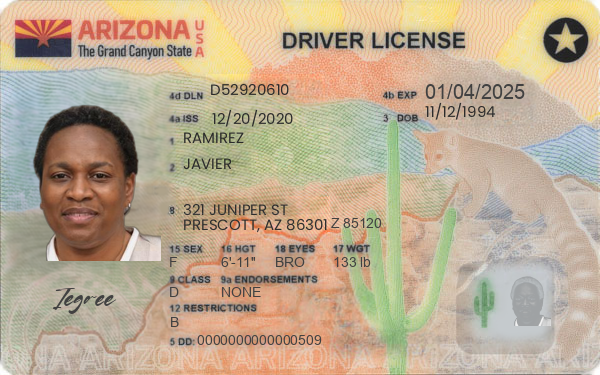 ARIZONA USA
The Grand Canyon State
DRIVER LICENSE
4d DLN D52920610
4b EXP 01/04/2025
4a ISS 12/20/2020
3 DOB 11/12/1994
1 RAMIREZ
2 JAVIER
8 321 JUNIPER ST
PRESCOTT, AZ 86301 Z 85120
15 SEX 16 HGT 18 EYES 17 WGT
F 6'-11" BRO 133 lb
9 CLASS 9a ENDORSEMENTS
D NONE
Tegree
12 RESTRICTIONS
B
5 DD: 0000000000000509
ARIZONA ARIZONA ARIZONA ARIZONA